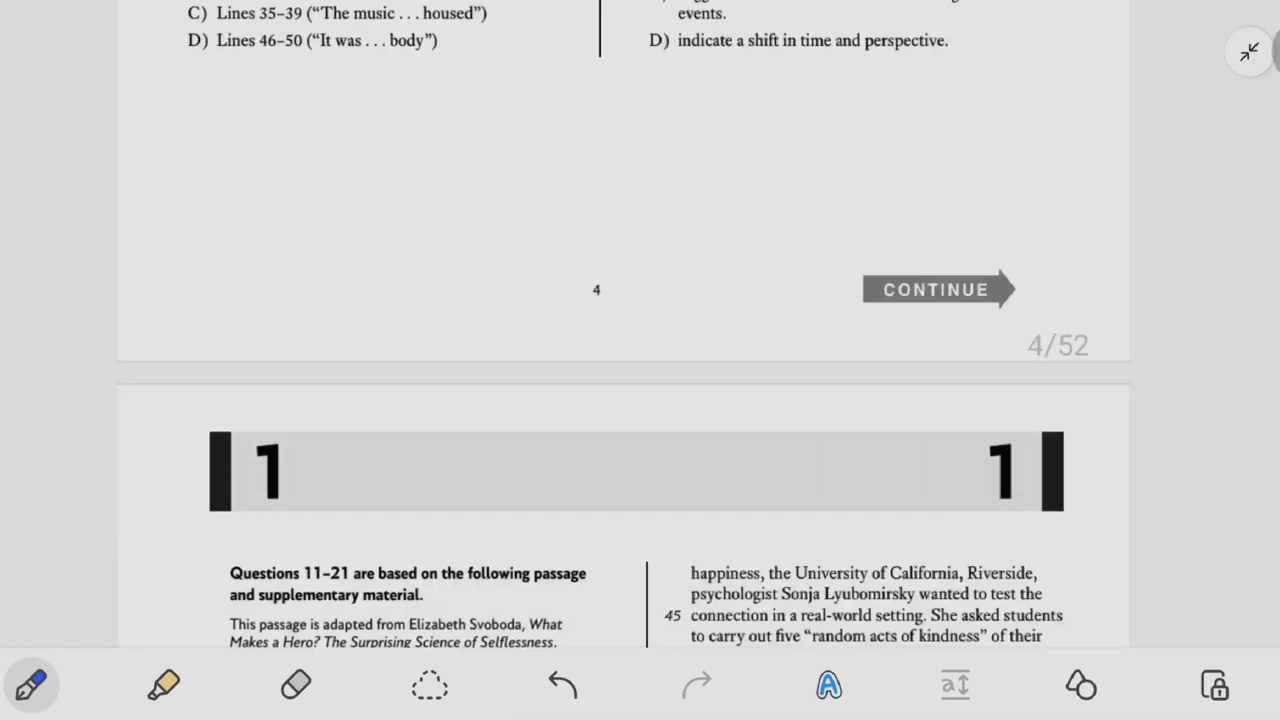 C) Lines 35–39 (“The music . . . housed”)
D) Lines 46–50 (“It was . . . body”)
events.
D) indicate a shift in time and perspective.
4
CONTINUE
4/52
1
1
Questions 11–21 are based on the following passage
and supplementary material.
This passage is adapted from Elizabeth Svoboda, What
Makes a Hero? The Surprising Science of Selflessness.
happiness, the University of California, Riverside,
psychologist Sonja Lyubomirsky wanted to test the
45 connection in a real-world setting. She asked students
to carry out five “random acts of kindness” of their
A
a